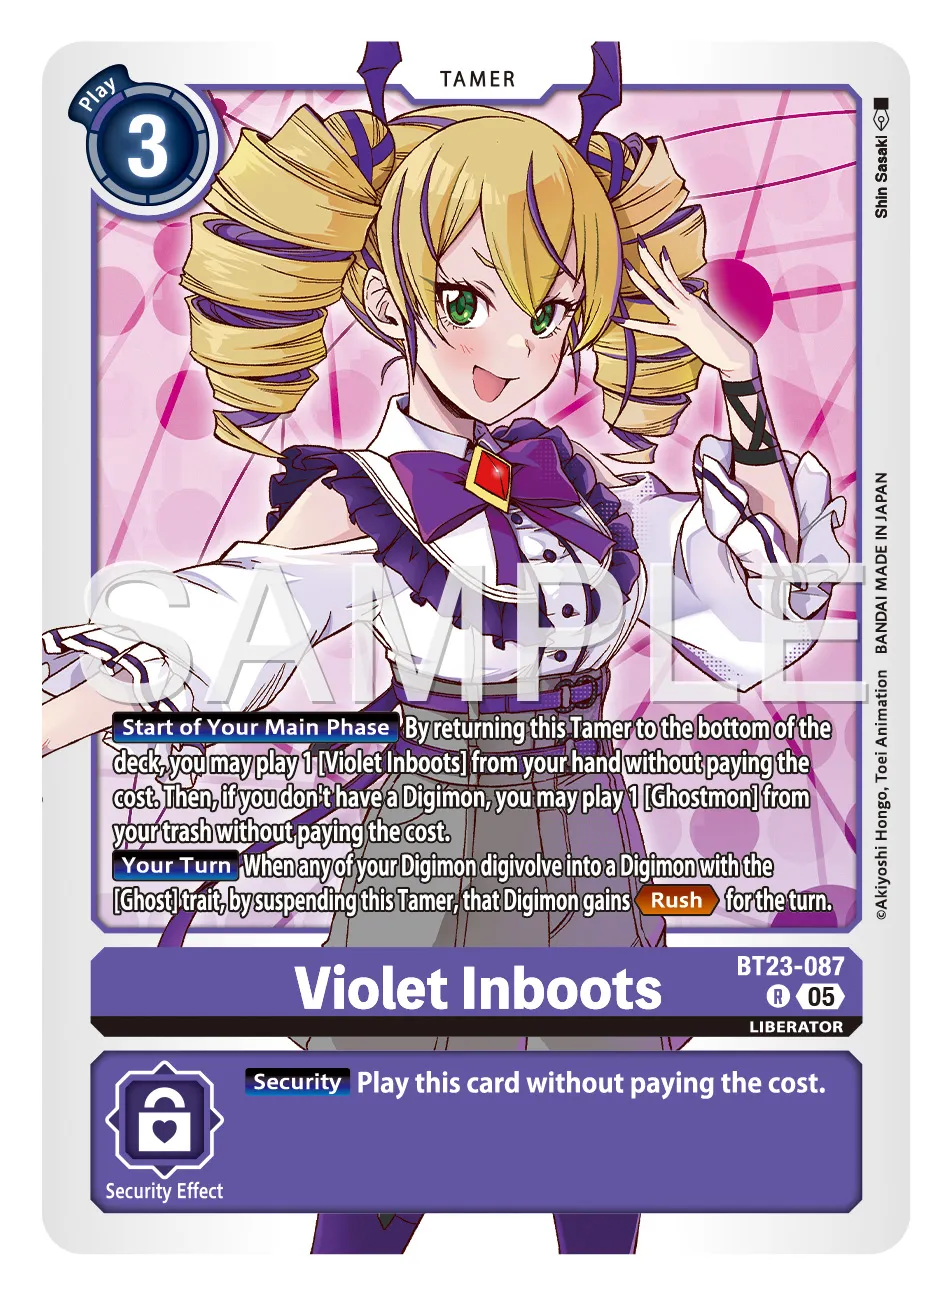 TAMER
Play
3
Shin Sasaki
SAMPLE
Start of Your Main Phase By returning this Tamer to the bottom of the
deck, you may play 1 [Violet Inboots] from your hand without paying the
cost. Then, if you don't have a Digimon, you may play 1 [Ghostmon] from
your trash without paying the cost.
Your Turn When any of your Digimon digivolve into a Digimon with the
[Ghost] trait, by suspending this Tamer, that Digimon gains Rush for the turn.
©Akiyoshi Hongo, Toei Animation BANDAI MADE IN JAPAN
Violet Inboots
BT23-087
R 05
LIBERATOR
Security Play this card without paying the cost.
Security Effect